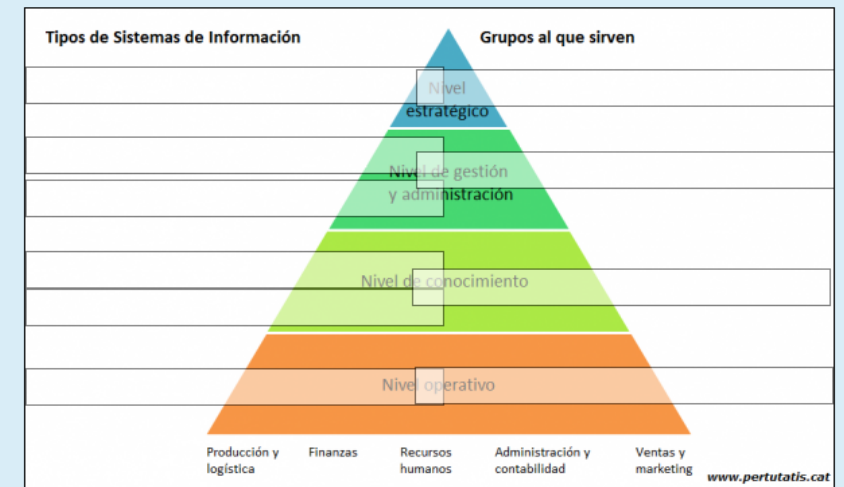 Tipos de Sistemas de Información
Grupos al que sirven
Nivel
estratégico
Nivel de gestión
y administración
Nivel de conocimiento
Nivel operativo
Producción y
logística
Finanzas
Recursos
humanos
Administración y
contabilidad
Ventas y
marketing
www.pertutatis.cat